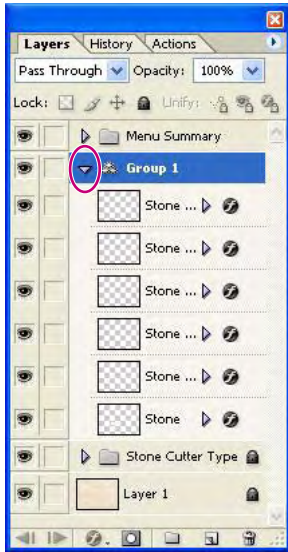 Layers History Actions
Pass Through Opacity: 100%
Lock: Unify:
Menu Summary
Group 1
Stone ...
Stone ...
Stone ...
Stone ...
Stone ...
Stone
Stone Cutter Type
Layer 1